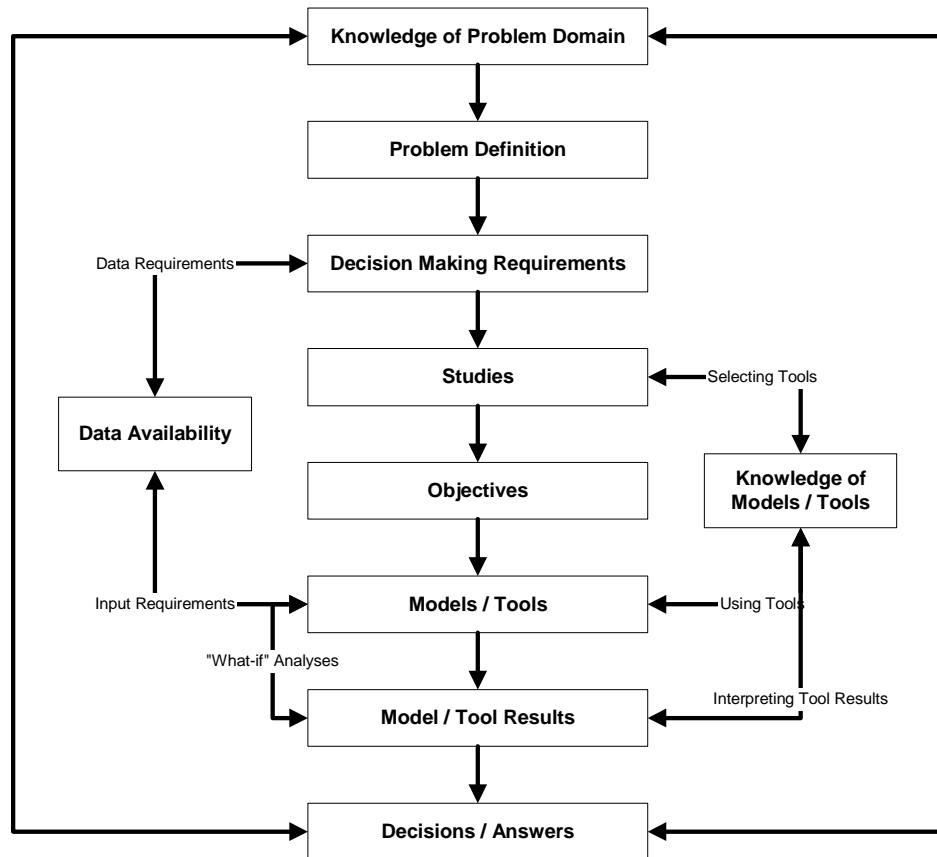 Knowledge of Problem Domain
Problem Definition
Data Requirements
Decision Making Requirements
Studies
Selecting Tools
Data Availability
Knowledge of
Models / Tools
Objectives
Input Requirements
Models / Tools
Using Tools
"What-if" Analyses
Model / Tool Results
Interpreting Tool Results
Decisions / Answers